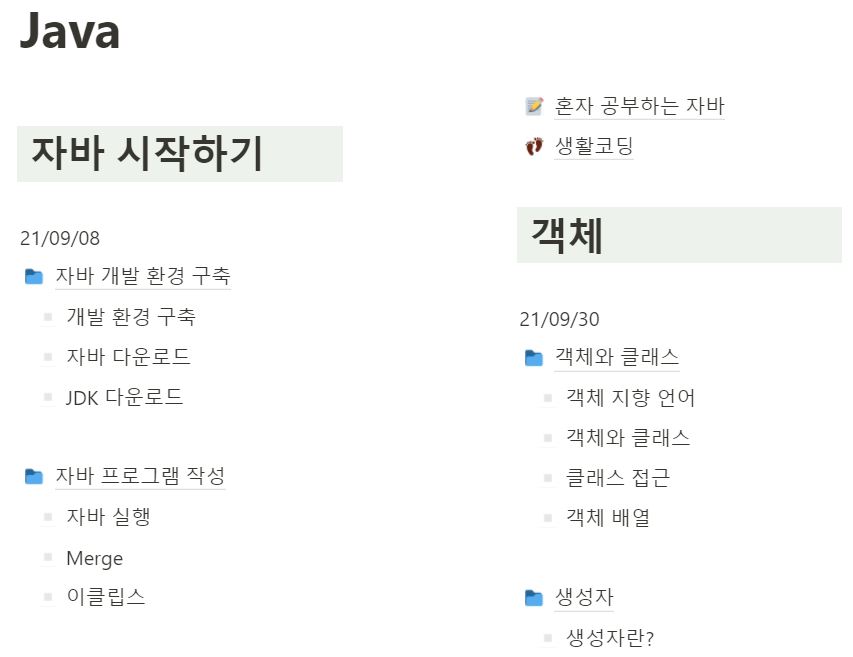 Java
자바 시작하기
21/09/08
자바 개발 환경 구축
개발 환경 구축
자바 다운로드
JDK 다운로드
자바 프로그램 작성
자바 실행
Merge
이클립스
혼자 공부하는 자바
생활코딩
객체
21/09/30
객체와 클래스
객체 지향 언어
객체와 클래스
클래스 접근
객체 배열
생성자
생성자란?